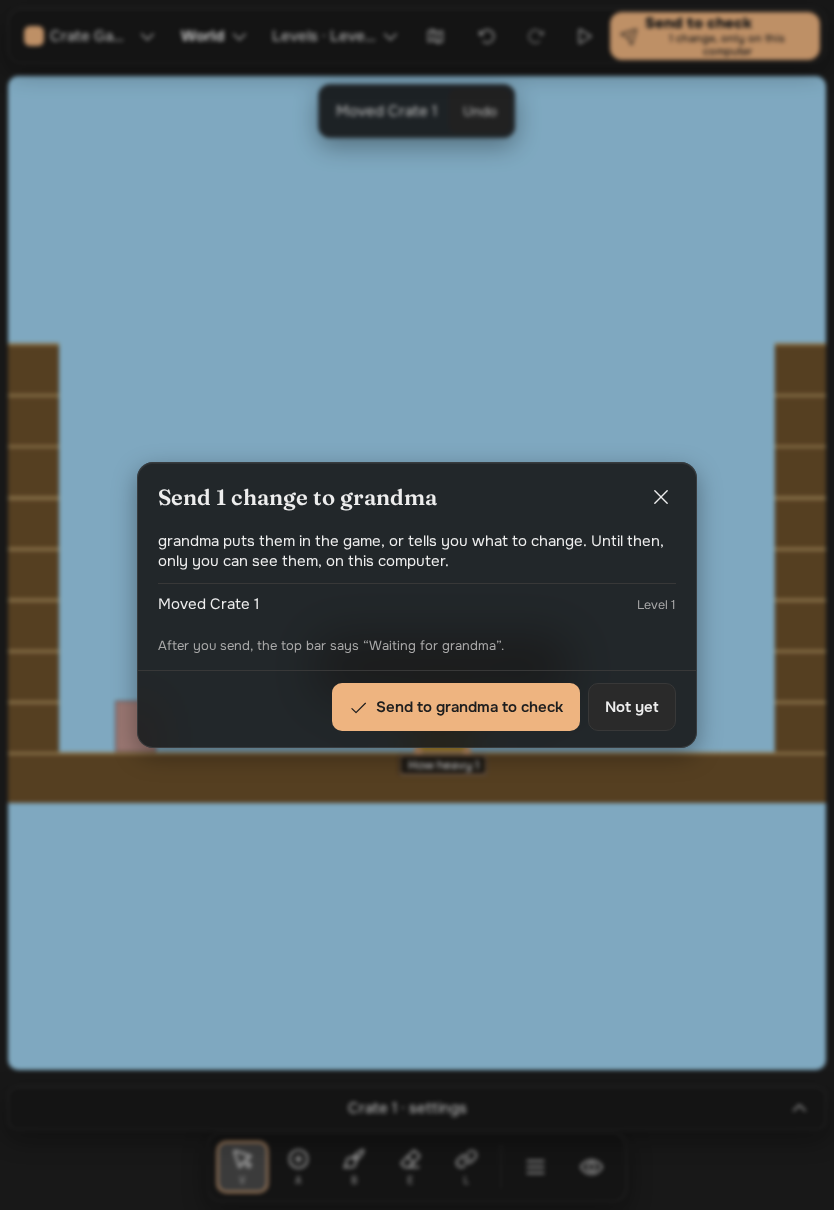 Crate Ga...
World
Levels · Leve...
Send to check
1 change, only on this
computer
Moved Crate 1
Undo
Send 1 change to grandma
grandma puts them in the game, or tells you what to change. Until then,
only you can see them, on this computer.
Moved Crate 1
Level 1
After you send, the top bar says “Waiting for grandma”.
Send to grandma to check
Not yet
How heavy 1
Crate 1 · settings
V
A
B
E
L